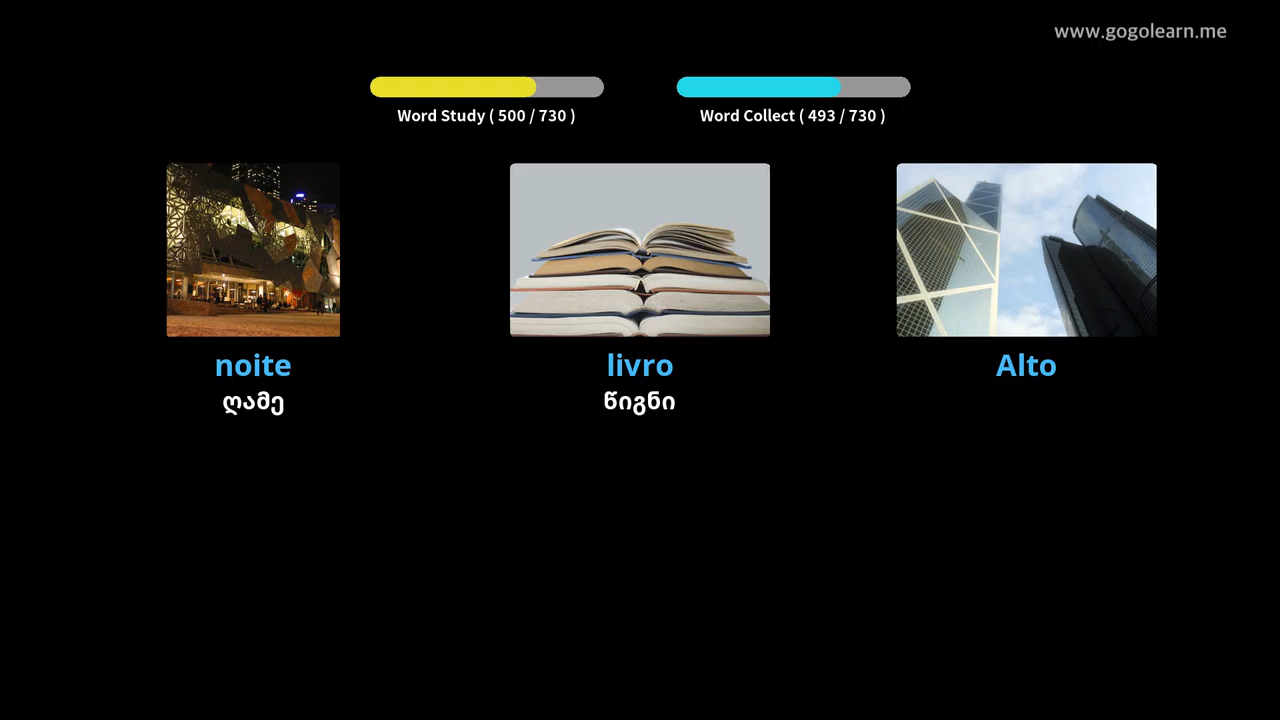 www.gogolearn.me
Word Study ( 500 / 730 )
Word Collect ( 493 / 730 )
noite
ღამე
livro
წიგნი
Alto